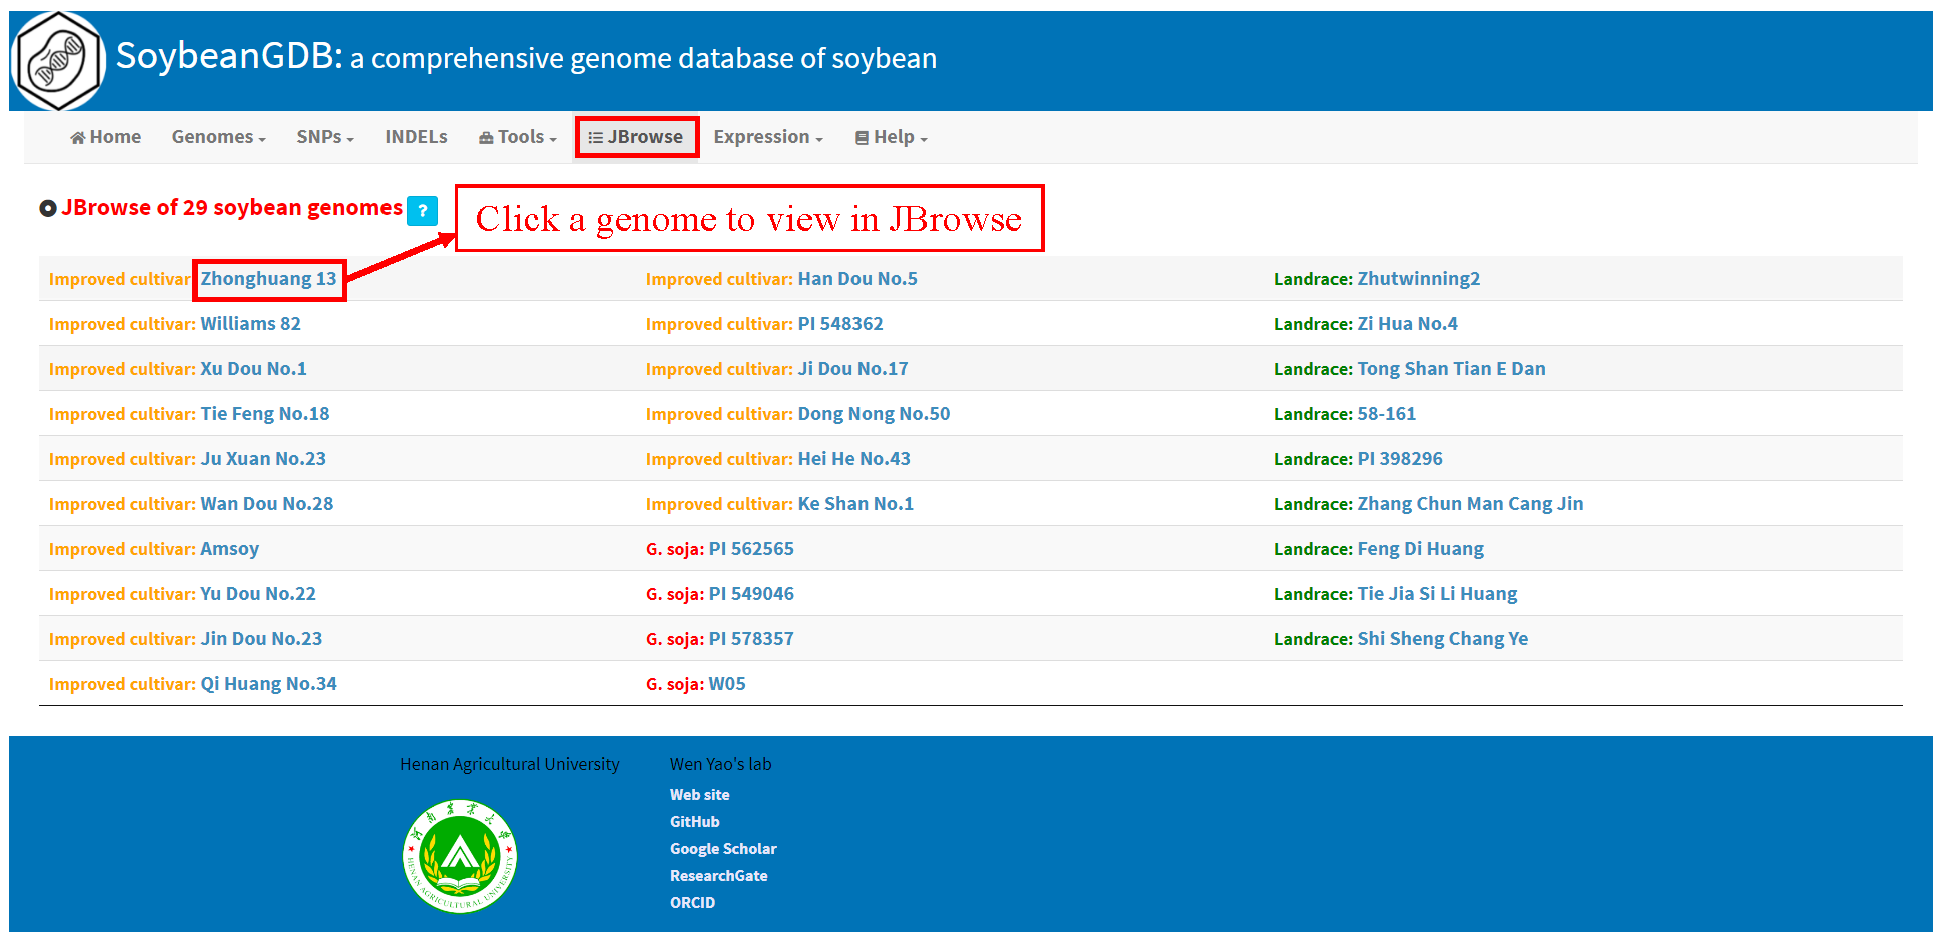 SoybeanGDB: a comprehensive genome database of soybean
Home Genomes SNPs INDELs Tools JBrowse Expression Help
JBrowse of 29 soybean genomes ?
Click a genome to view in JBrowse
Improved cultivar: Zhonghuang 13 Improved cultivar: Han Dou No.5 Landrace: Zhutwinning2
Improved cultivar: Williams 82 Improved cultivar: PI 548362 Landrace: Zi Hua No.4
Improved cultivar: Xu Dou No.1 Improved cultivar: Ji Dou No.17 Landrace: Tong Shan Tian E Dan
Improved cultivar: Tie Feng No.18 Improved cultivar: Dong Nong No.50 Landrace: 58-161
Improved cultivar: Ju Xuan No.23 Improved cultivar: Hei He No.43 Landrace: PI 398296
Improved cultivar: Wan Dou No.28 Improved cultivar: Ke Shan No.1 Landrace: Zhang Chun Man Cang Jin
Improved cultivar: Amsoy G. soja: PI 562565 Landrace: Feng Di Huang
Improved cultivar: Yu Dou No.22 G. soja: PI 549046 Landrace: Tie Jia Si Li Huang
Improved cultivar: Jin Dou No.23 G. soja: PI 578357 Landrace: Shi Sheng Chang Ye
Improved cultivar: Qi Huang No.34 G. soja: W05
Henan Agricultural University
河南农业大学
HENAN AGRICULTURAL UNIVERSITY
Wen Yao's lab
Web site
GitHub
Google Scholar
ResearchGate
ORCID